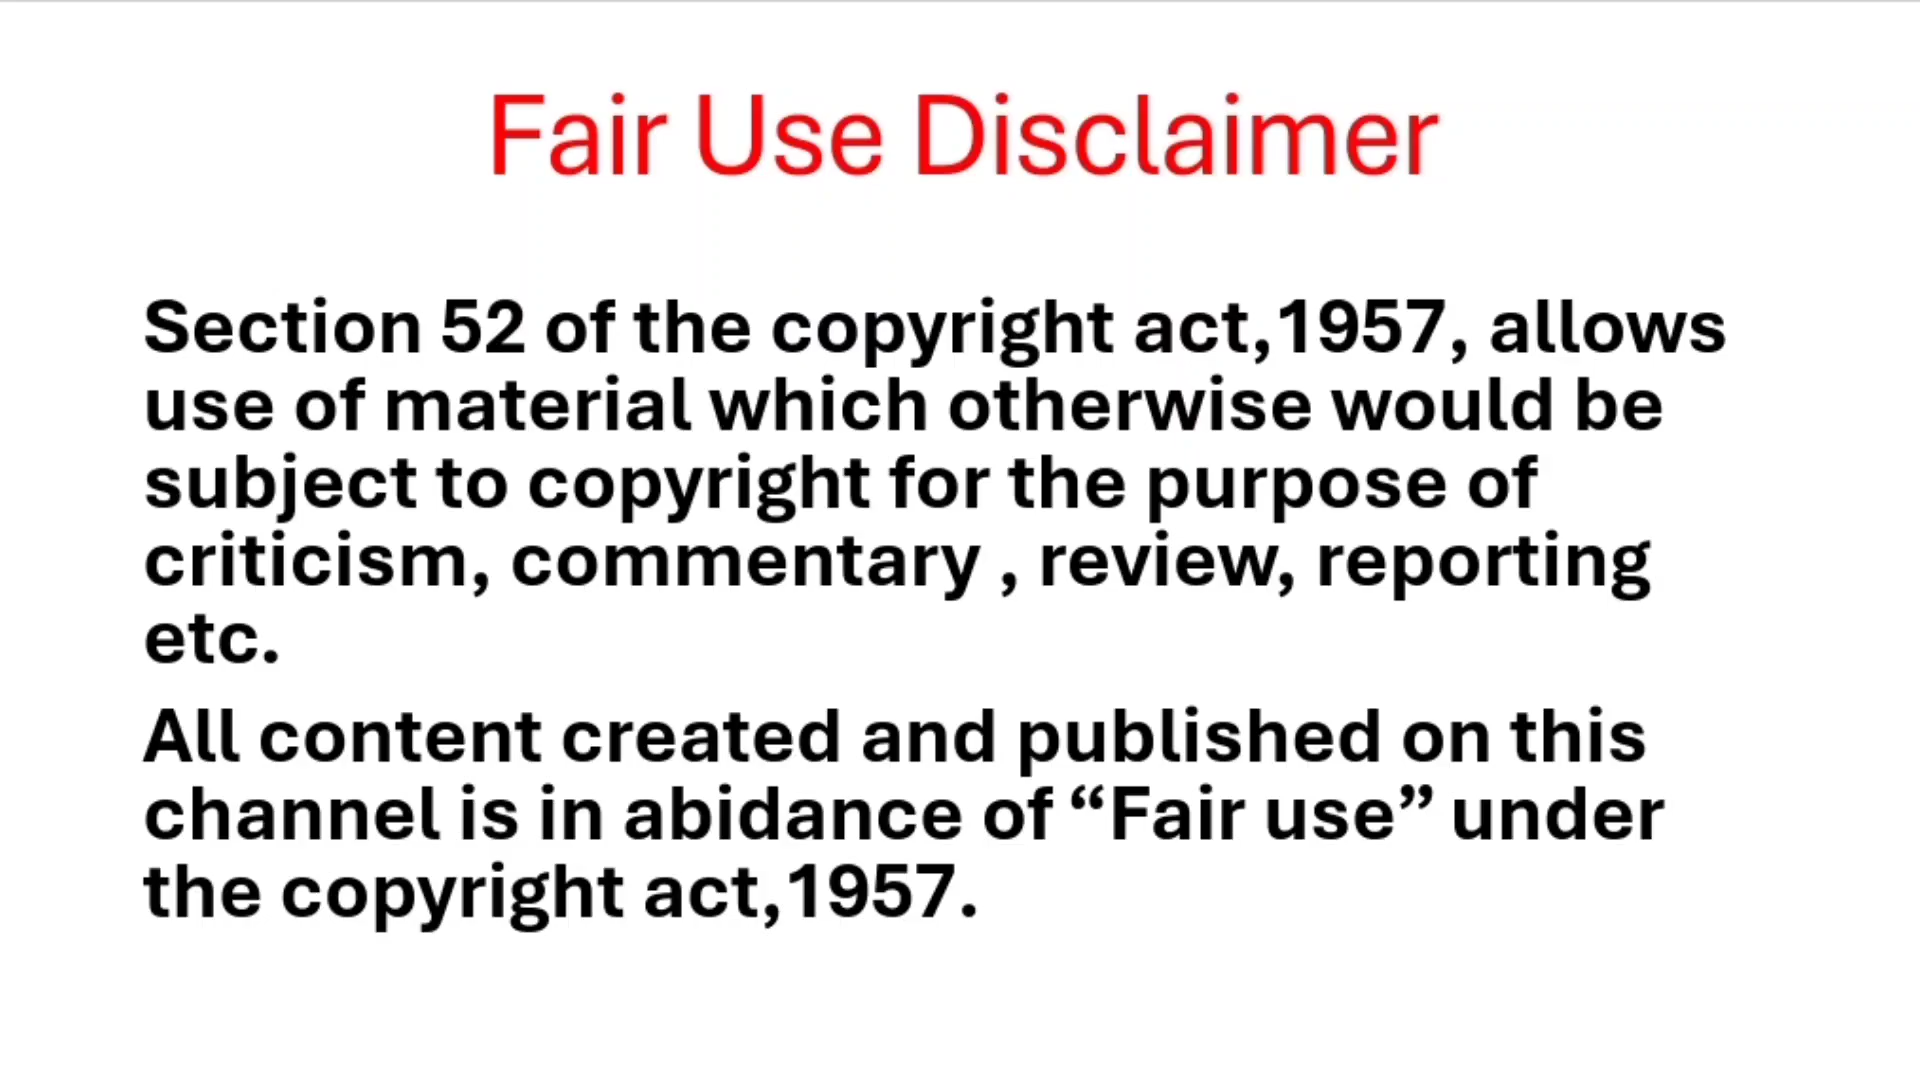 Fair Use Disclaimer
Section 52 of the copyright act,1957, allows
use of material which otherwise would be
subject to copyright for the purpose of
criticism, commentary , review, reporting
etc.
All content created and published on this
channel is in abidance of “Fair use” under
the copyright act,1957.